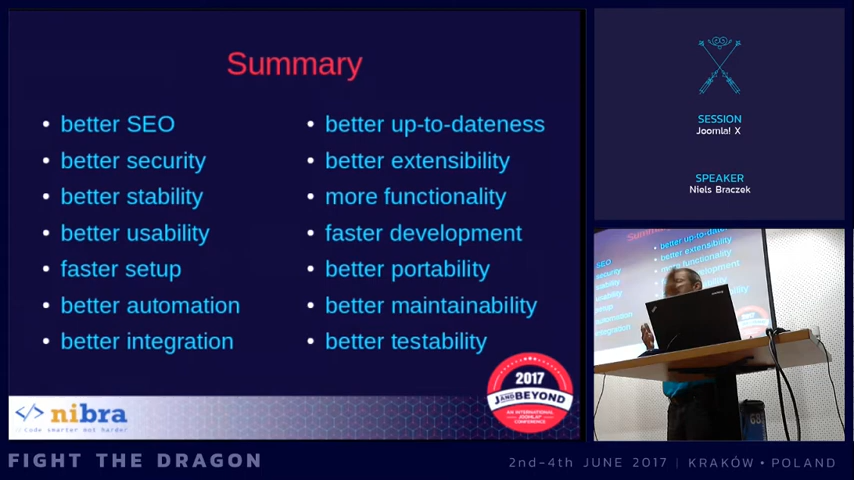 Summary
better SEO
better security
better stability
better usability
faster setup
better automation
better integration
better up-to-dateness
better extensibility
more functionality
faster development
better portability
better maintainability
better testability
</> nibra
code smarter not harder
2017
J AND BEYOND
AN INTERNATIONAL
JOOMLA!
CONFERENCE
SESSION
Joomla! X
SPEAKER
Niels Braczek
FIGHT THE DRAGON
2nd-4th JUNE 2017 | KRAKÓW • POLAND